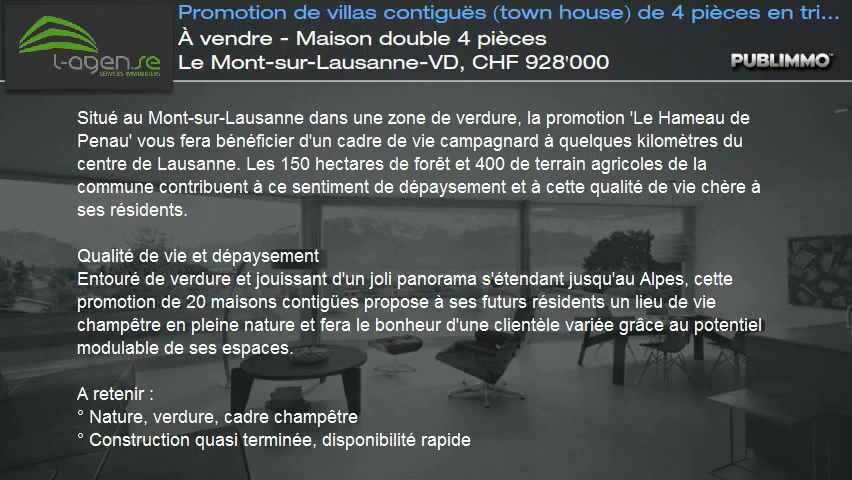 Promotion de villas contiguës (town house) de 4 pièces en tri...
À vendre - Maison double 4 pièces
Le Mont-sur-Lausanne-VD, CHF 928'000
l-agen.se
SERVICES IMMOBILIERS
PUBLIMMO
Situé au Mont-sur-Lausanne dans une zone de verdure, la promotion 'Le Hameau de
Penau' vous fera bénéficier d'un cadre de vie campagnard à quelques kilomètres du
centre de Lausanne. Les 150 hectares de forêt et 400 de terrain agricoles de la
commune contribuent à ce sentiment de dépaysement et à cette qualité de vie chère à
ses résidents.
Qualité de vie et dépaysement
Entouré de verdure et jouissant d'un joli panorama s'étendant jusqu'au Alpes, cette
promotion de 20 maisons contigües propose à ses futurs résidents un lieu de vie
champêtre en pleine nature et fera le bonheur d'une clientèle variée grâce au potentiel
modulable de ses espaces.
A retenir :
° Nature, verdure, cadre champêtre
° Construction quasi terminée, disponibilité rapide